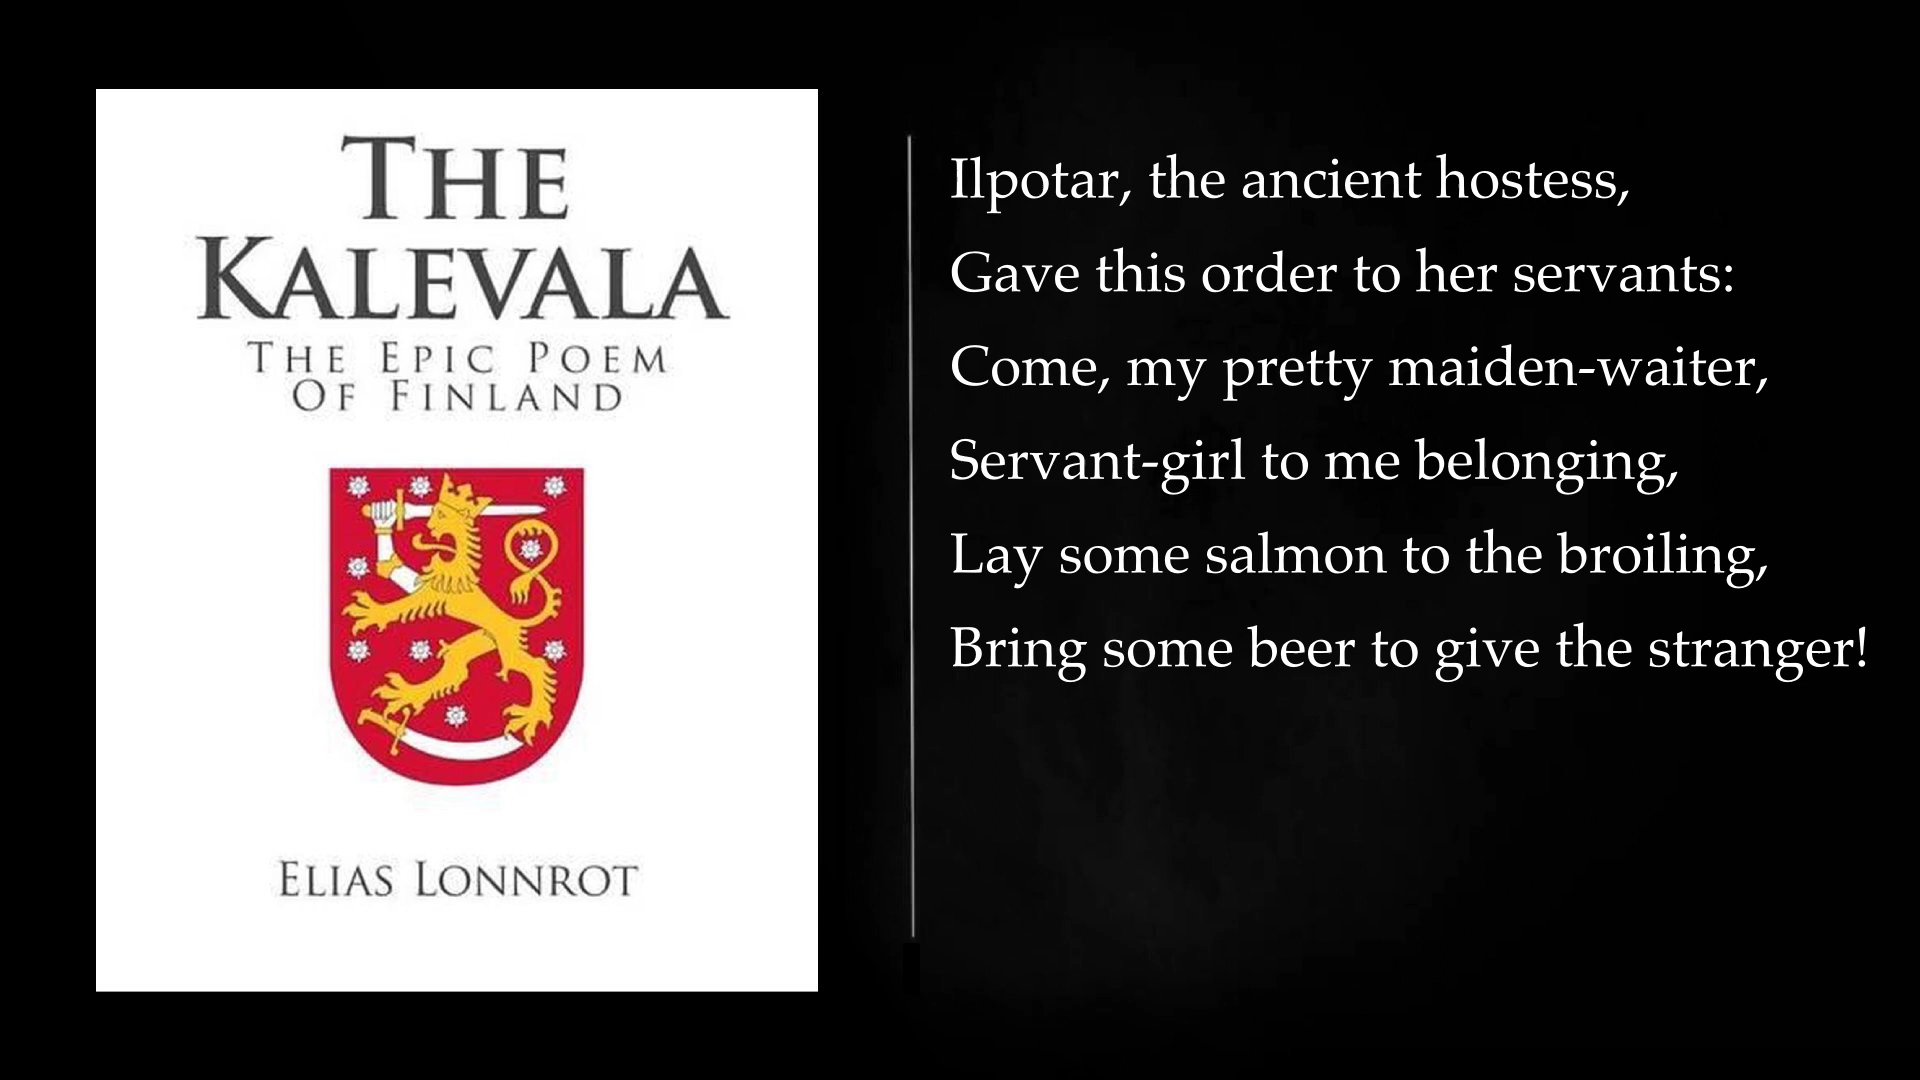 THE
KALEVALA
THE EPIC POEM
OF FINLAND
ELIAS LONNROT
Ilpotar, the ancient hostess,
Gave this order to her servants:
Come, my pretty maiden-waiter,
Servant-girl to me belonging,
Lay some salmon to the broiling,
Bring some beer to give the stranger!